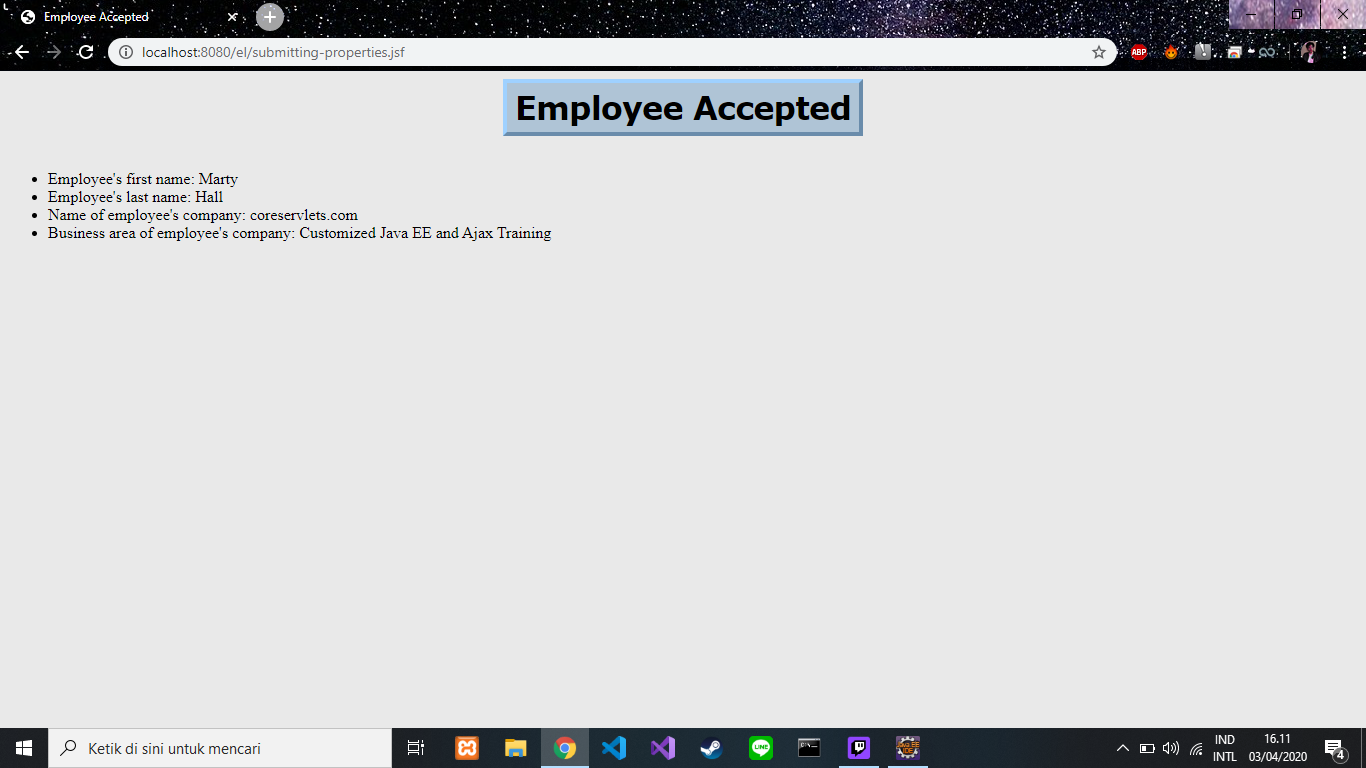 Employee Accepted
localhost:8080/el/submitting-properties.jsf
ABP
Employee Accepted
Employee's first name: Marty
Employee's last name: Hall
Name of employee's company: coreservlets.com
Business area of employee's company: Customized Java EE and Ajax Training
Ketik di sini untuk mencari
LINE
IND
INTL
16.11
03/04/2020
4